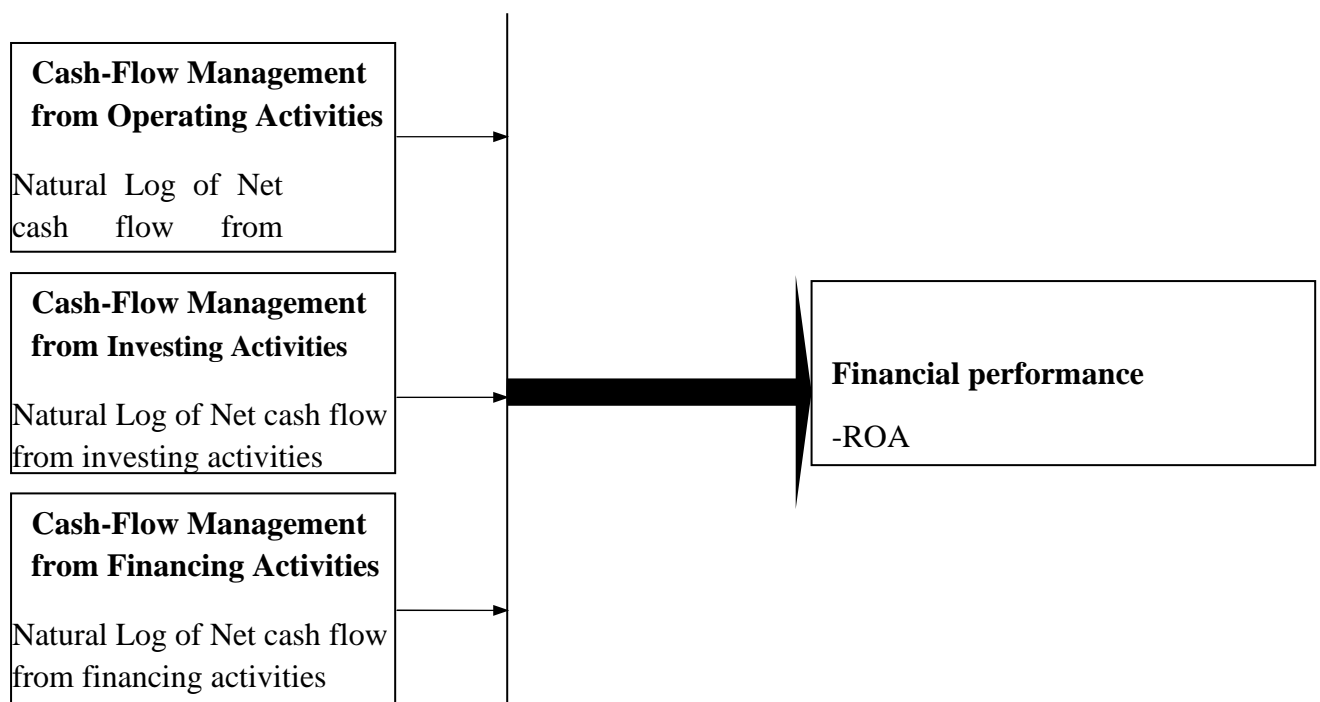 Cash-Flow Management
from Operating Activities
Natural Log of Net
cash flow from
Cash-Flow Management
from Investing Activities
Natural Log of Net cash flow
from investing activities
Cash-Flow Management
from Financing Activities
Natural Log of Net cash flow
from financing activities
Financial performance
-ROA